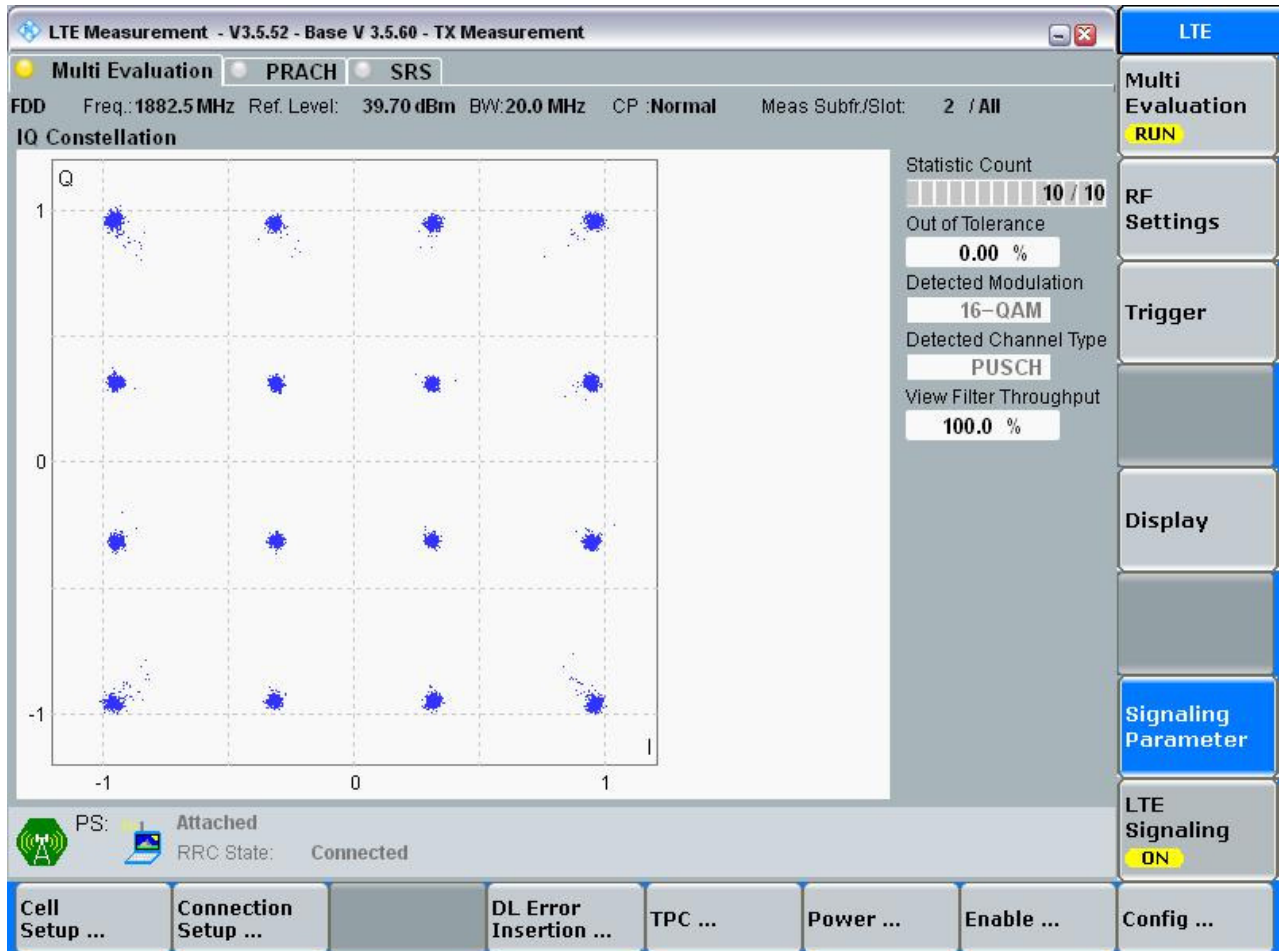 LTE Measurement - V3.5.52 - Base V 3.5.60 - TX Measurement
LTE
Multi Evaluation PRACH SRS
FDD Freq.: 1882.5 MHz Ref. Level: 39.70 dBm BW: 20.0 MHz CP : Normal Meas Subfr./Slot: 2 / All
IQ Constellation
Q
1
0
-1
-1 0 1
I
Statistic Count
10 / 10
Out of Tolerance
0.00 %
Detected Modulation
16-QAM
Detected Channel Type
PUSCH
View Filter Throughput
100.0 %
Multi
Evaluation
RUN
RF
Settings
Trigger
Display
Signaling
Parameter
LTE
Signaling
ON
PS: Attached
RRC State: Connected
Cell
Setup ...
Connection
Setup ...
DL Error
Insertion ...
TPC ...
Power ...
Enable ...
Config ...